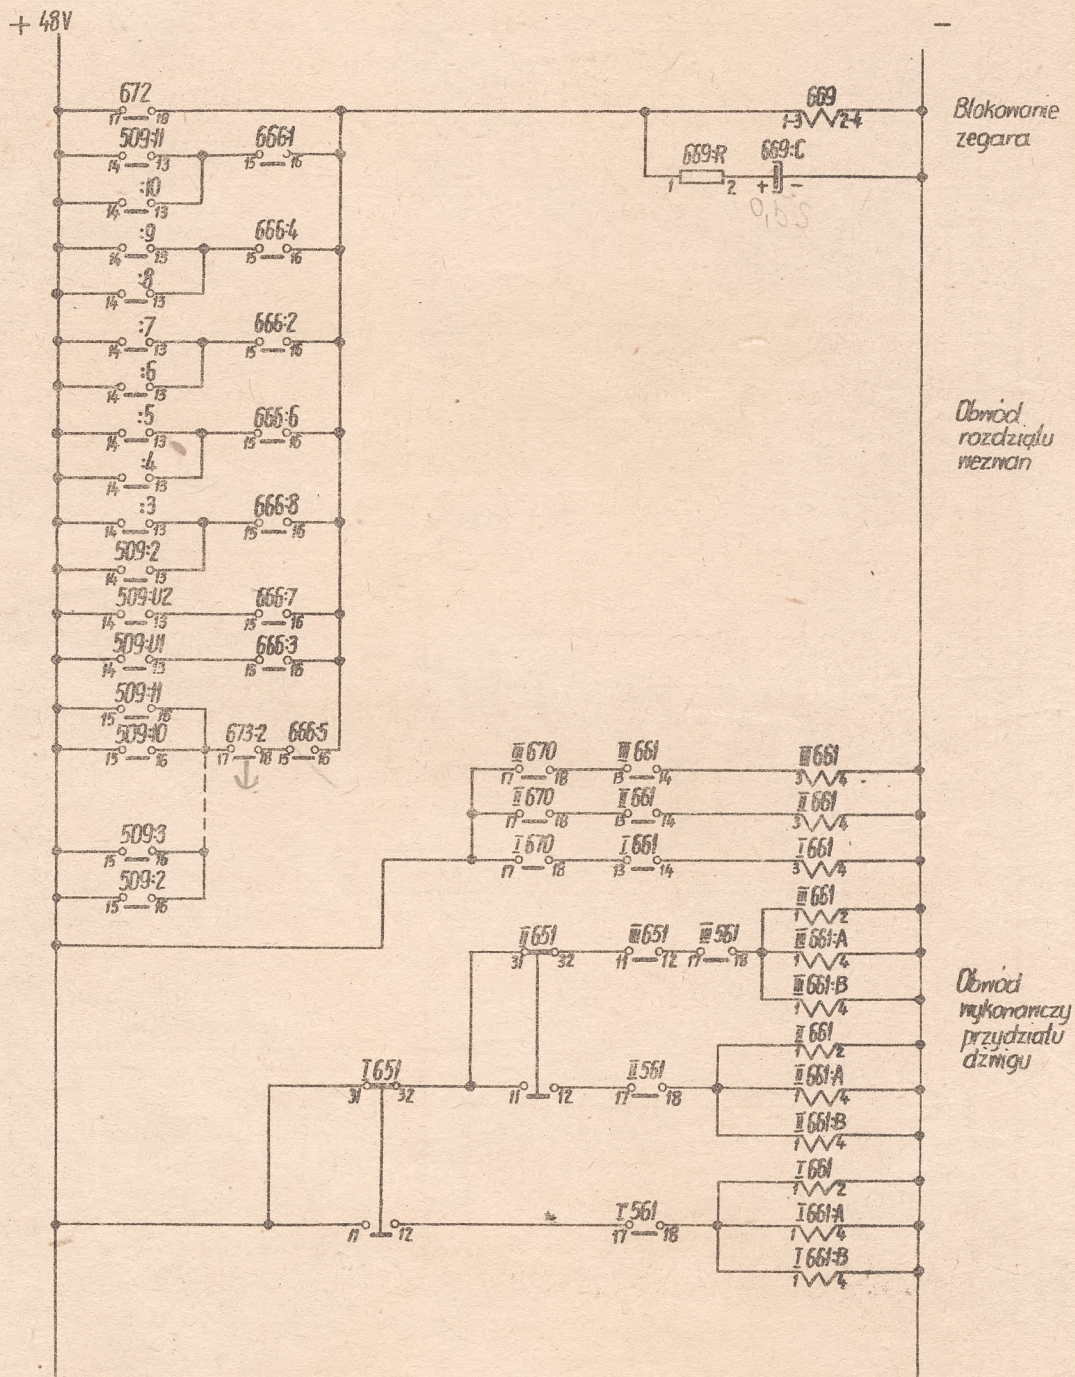 + 48V –
672
17 18
669
1-3 2-4
Blokowanie
zegara
509:11 666:1
14 13 15 16
669:R 669:C
1 2 + –
:10
14 13
:9 666:4
14 13 15 16
:8
14 13
:7 666:2
14 13 15 16
:6
14 13
:5 666:6
14 13 15 16
Obwód
rozdziału
wezwan
:4
14 13
:3 666:8
14 13 15 16
509:2
14 13
509:U2 666:7
14 13 15 16
509:U1 666:3
14 13 15 16
509:11
15 16
509:10 673:2 666:5
15 16 17 18 15 16
III 670 III 661 III 661
17 18 13 14 3 4
II 670 II 661 II 661
17 18 13 14 3 4
509:3
15 16
I 670 I 661 I 661
17 18 13 14 3 4
509:2
15 16
III 661
1 2
II 651 III 651 III 561 III 661:A
31 32 11 12 17 18 1 4
III 661:B
1 4
Obwód
wykonawczy
przydziału
dźwigu
II 661
1 2
I 651 II 561 II 661:A
31 32 11 12 17 18 1 4
II 661:B
1 4
I 661
1 2
I 561 I 661:A
11 12 17 18 1 4
I 661:B
1 4